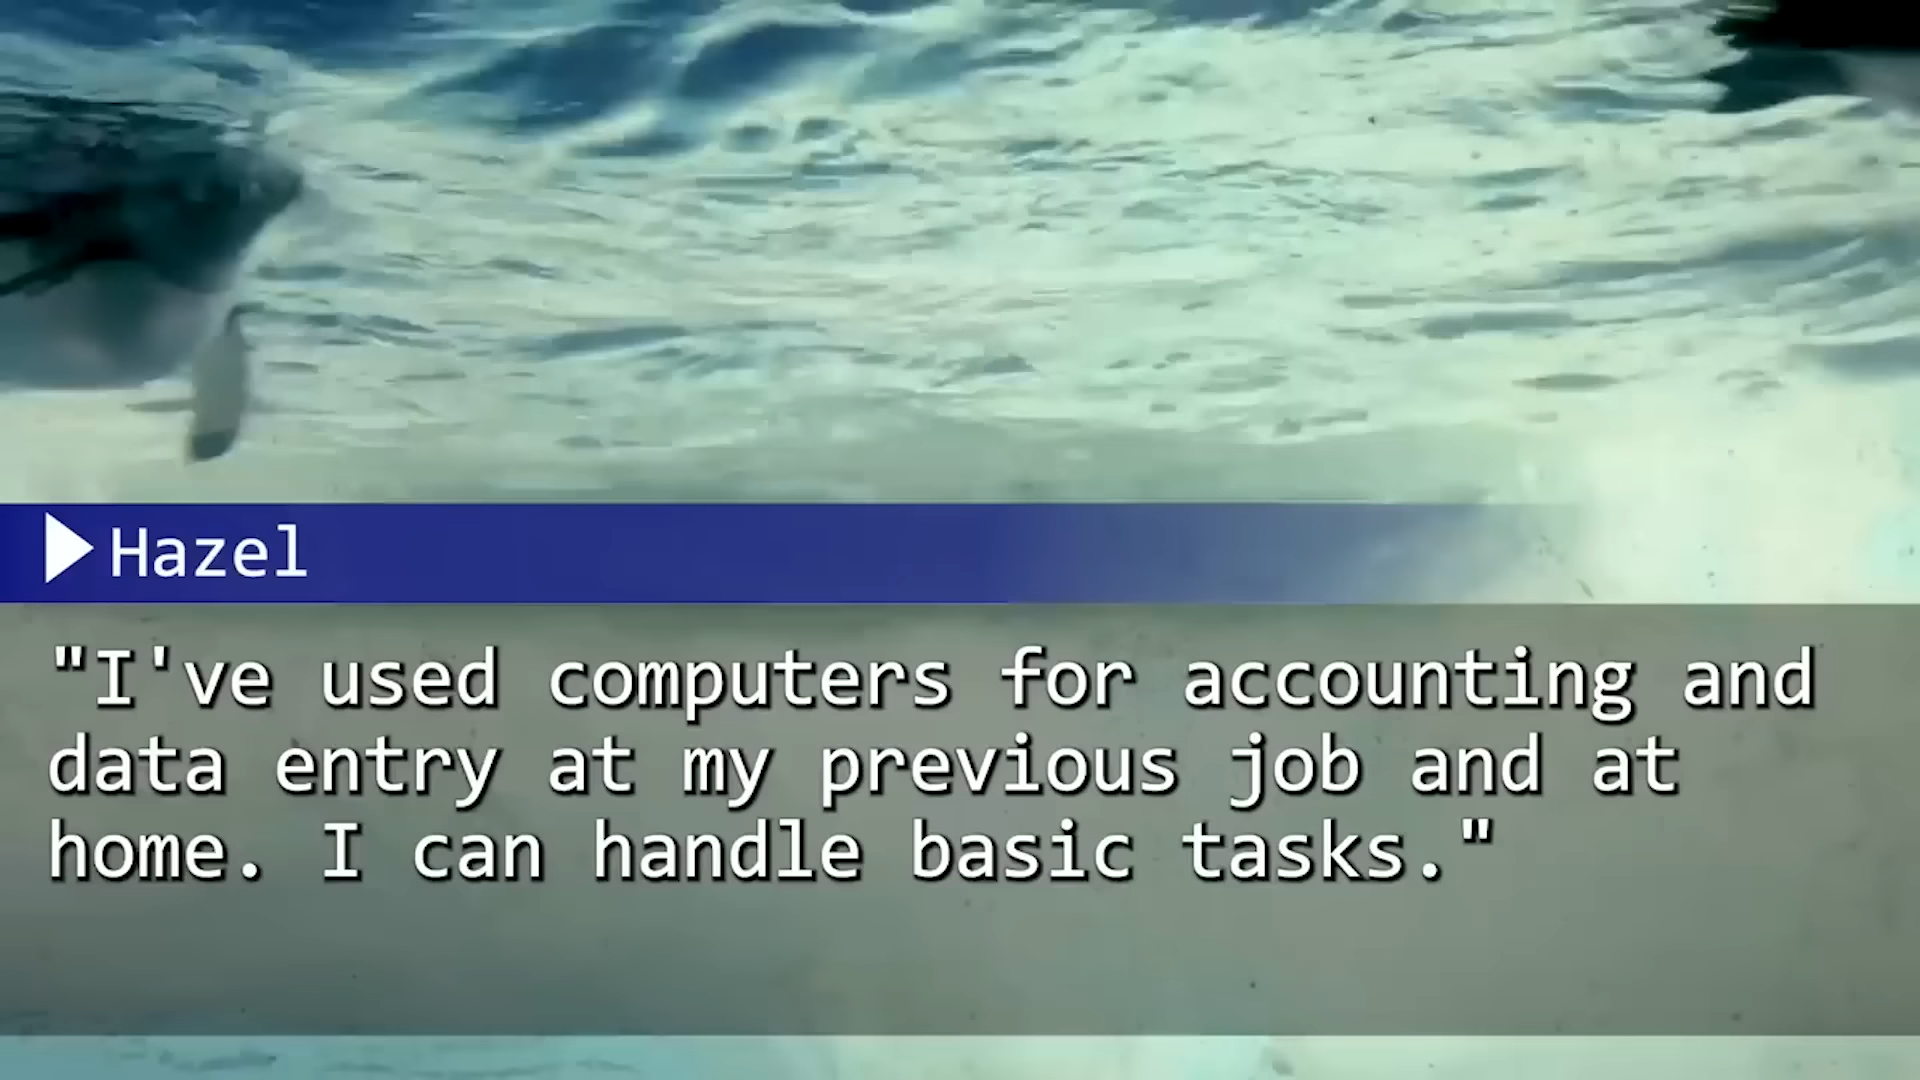 Hazel
"I've used computers for accounting and
data entry at my previous job and at
home. I can handle basic tasks."